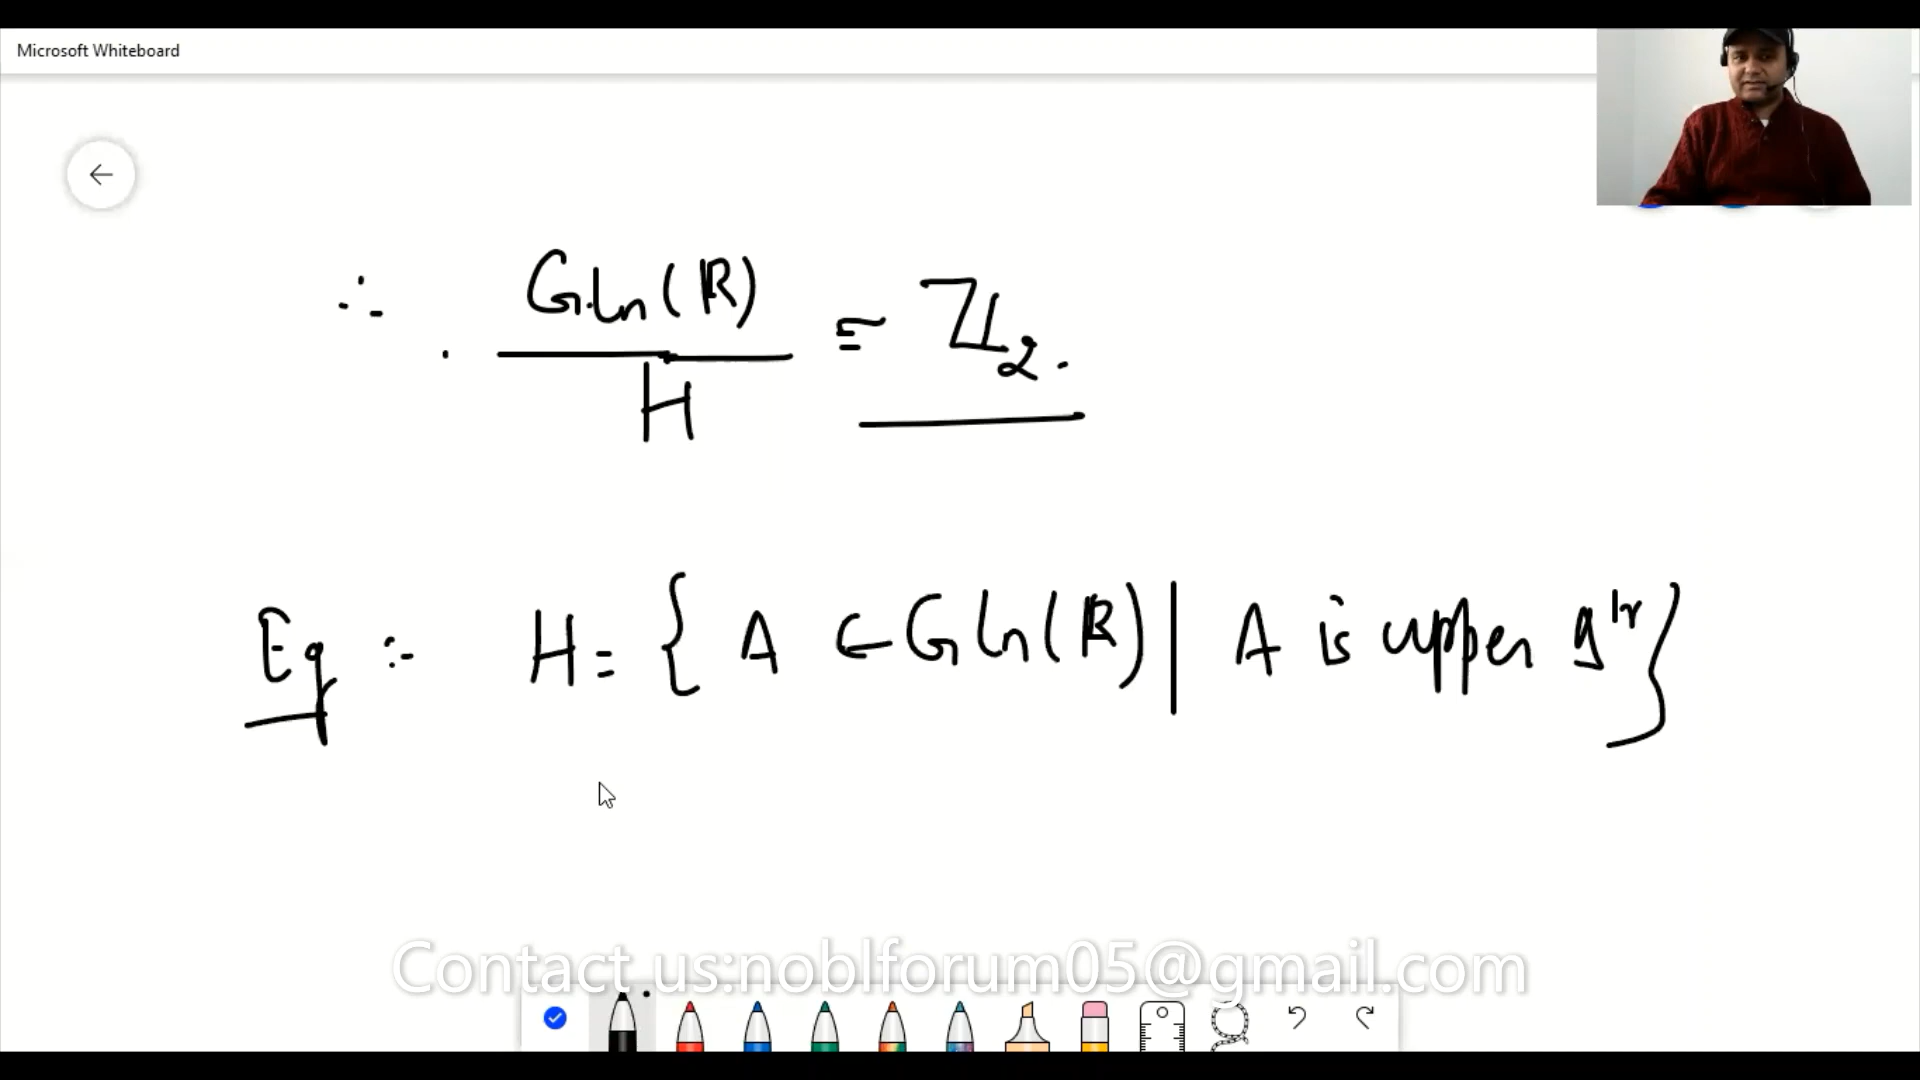 Microsoft Whiteboard
∴ Gln(R)
. ――― ≅ ℤ2.
H
Eg :- H = { A ∈ Gln(R) | A is upper g^lr }
Contact us:noblforum05@gmail.com